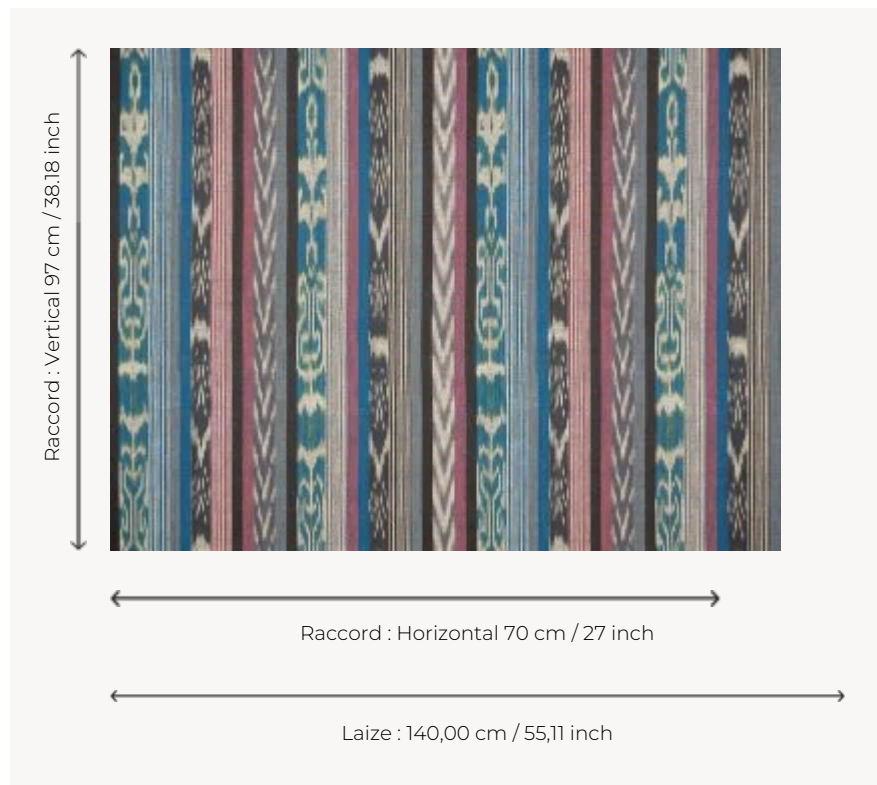 Raccord : Vertical 97 cm / 38.18 inch
Raccord : Horizontal 70 cm / 27 inch
Laize : 140,00 cm / 55,11 inch